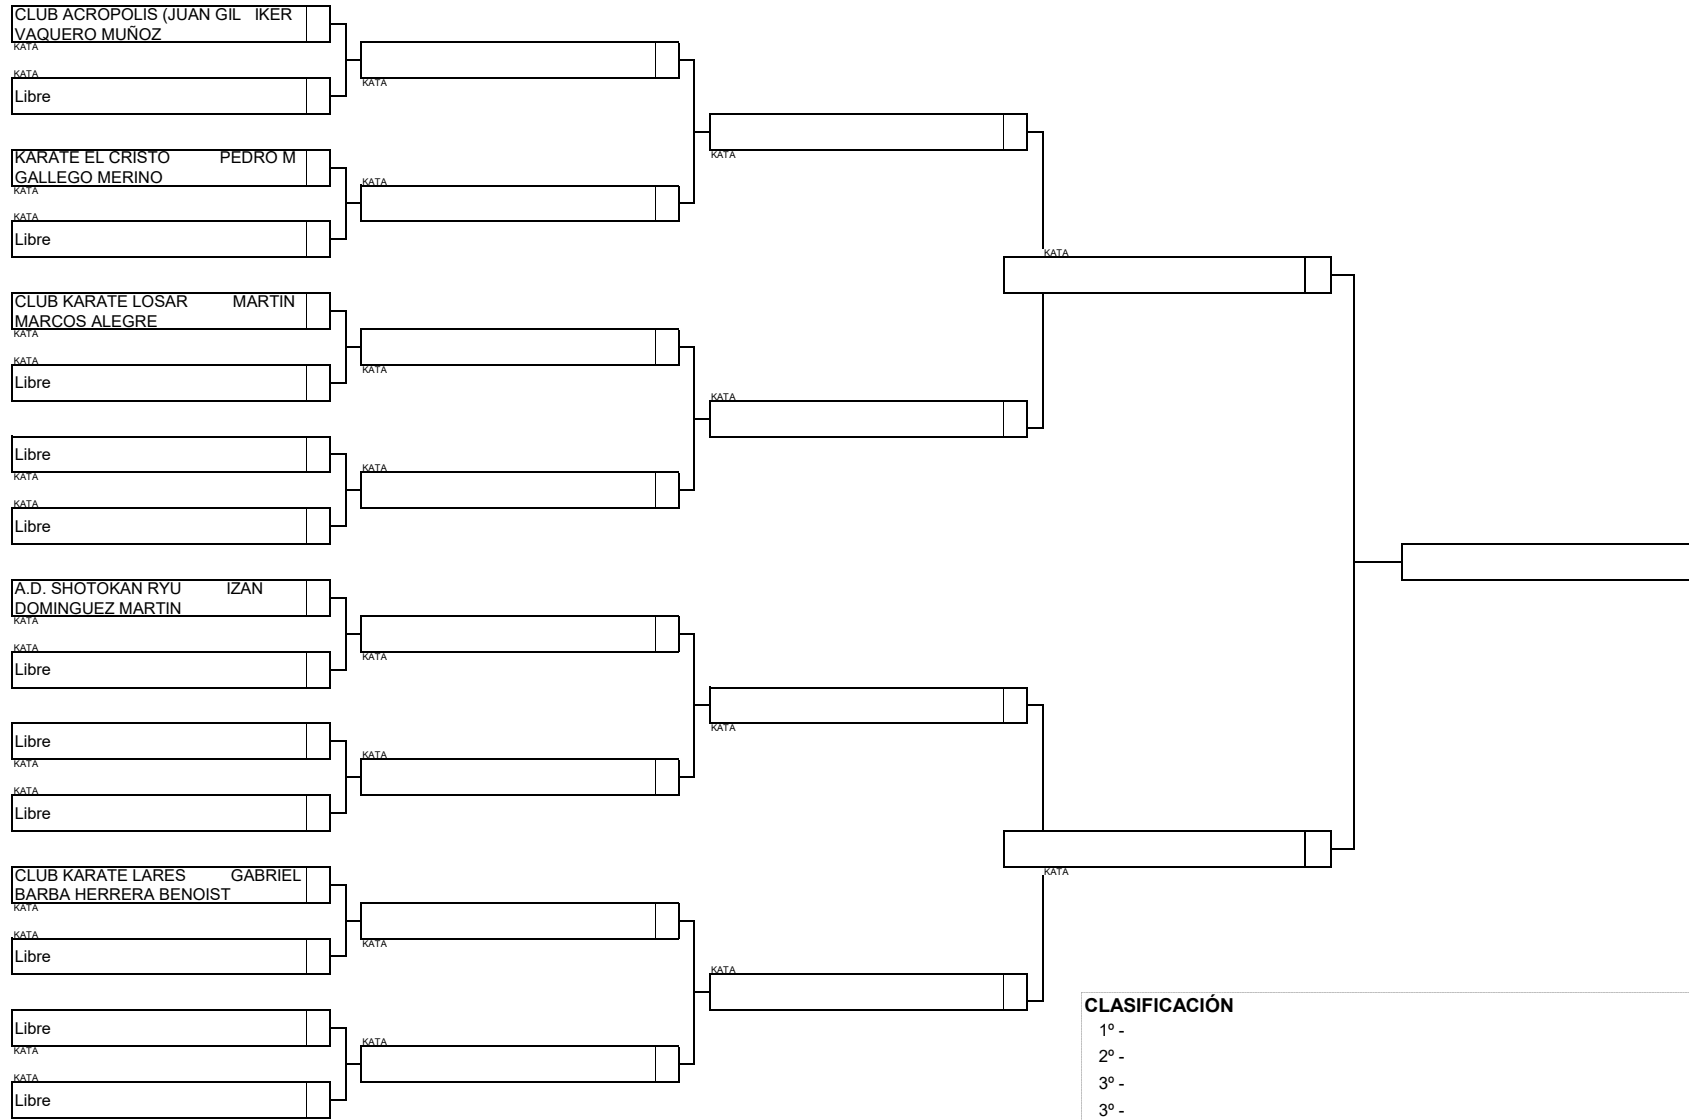 CLUB ACROPOLIS (JUAN GIL IKER
VAQUERO MUÑOZ
KATA
KATA
Libre
KARATE EL CRISTO PEDRO M
GALLEGO MERINO
KATA
KATA
Libre
CLUB KARATE LOSAR MARTIN
MARCOS ALEGRE
KATA
KATA
Libre
Libre
KATA
KATA
Libre
A.D. SHOTOKAN RYU IZAN
DOMINGUEZ MARTIN
KATA
KATA
Libre
Libre
KATA
KATA
Libre
CLUB KARATE LARES GABRIEL
BARBA HERRERA BENOIST
KATA
KATA
Libre
Libre
KATA
KATA
Libre
KATA
KATA
KATA
KATA
KATA
KATA
KATA
KATA
KATA
KATA
KATA
KATA
KATA
KATA
CLASIFICACIÓN
1º -
2º -
3º -
3º -